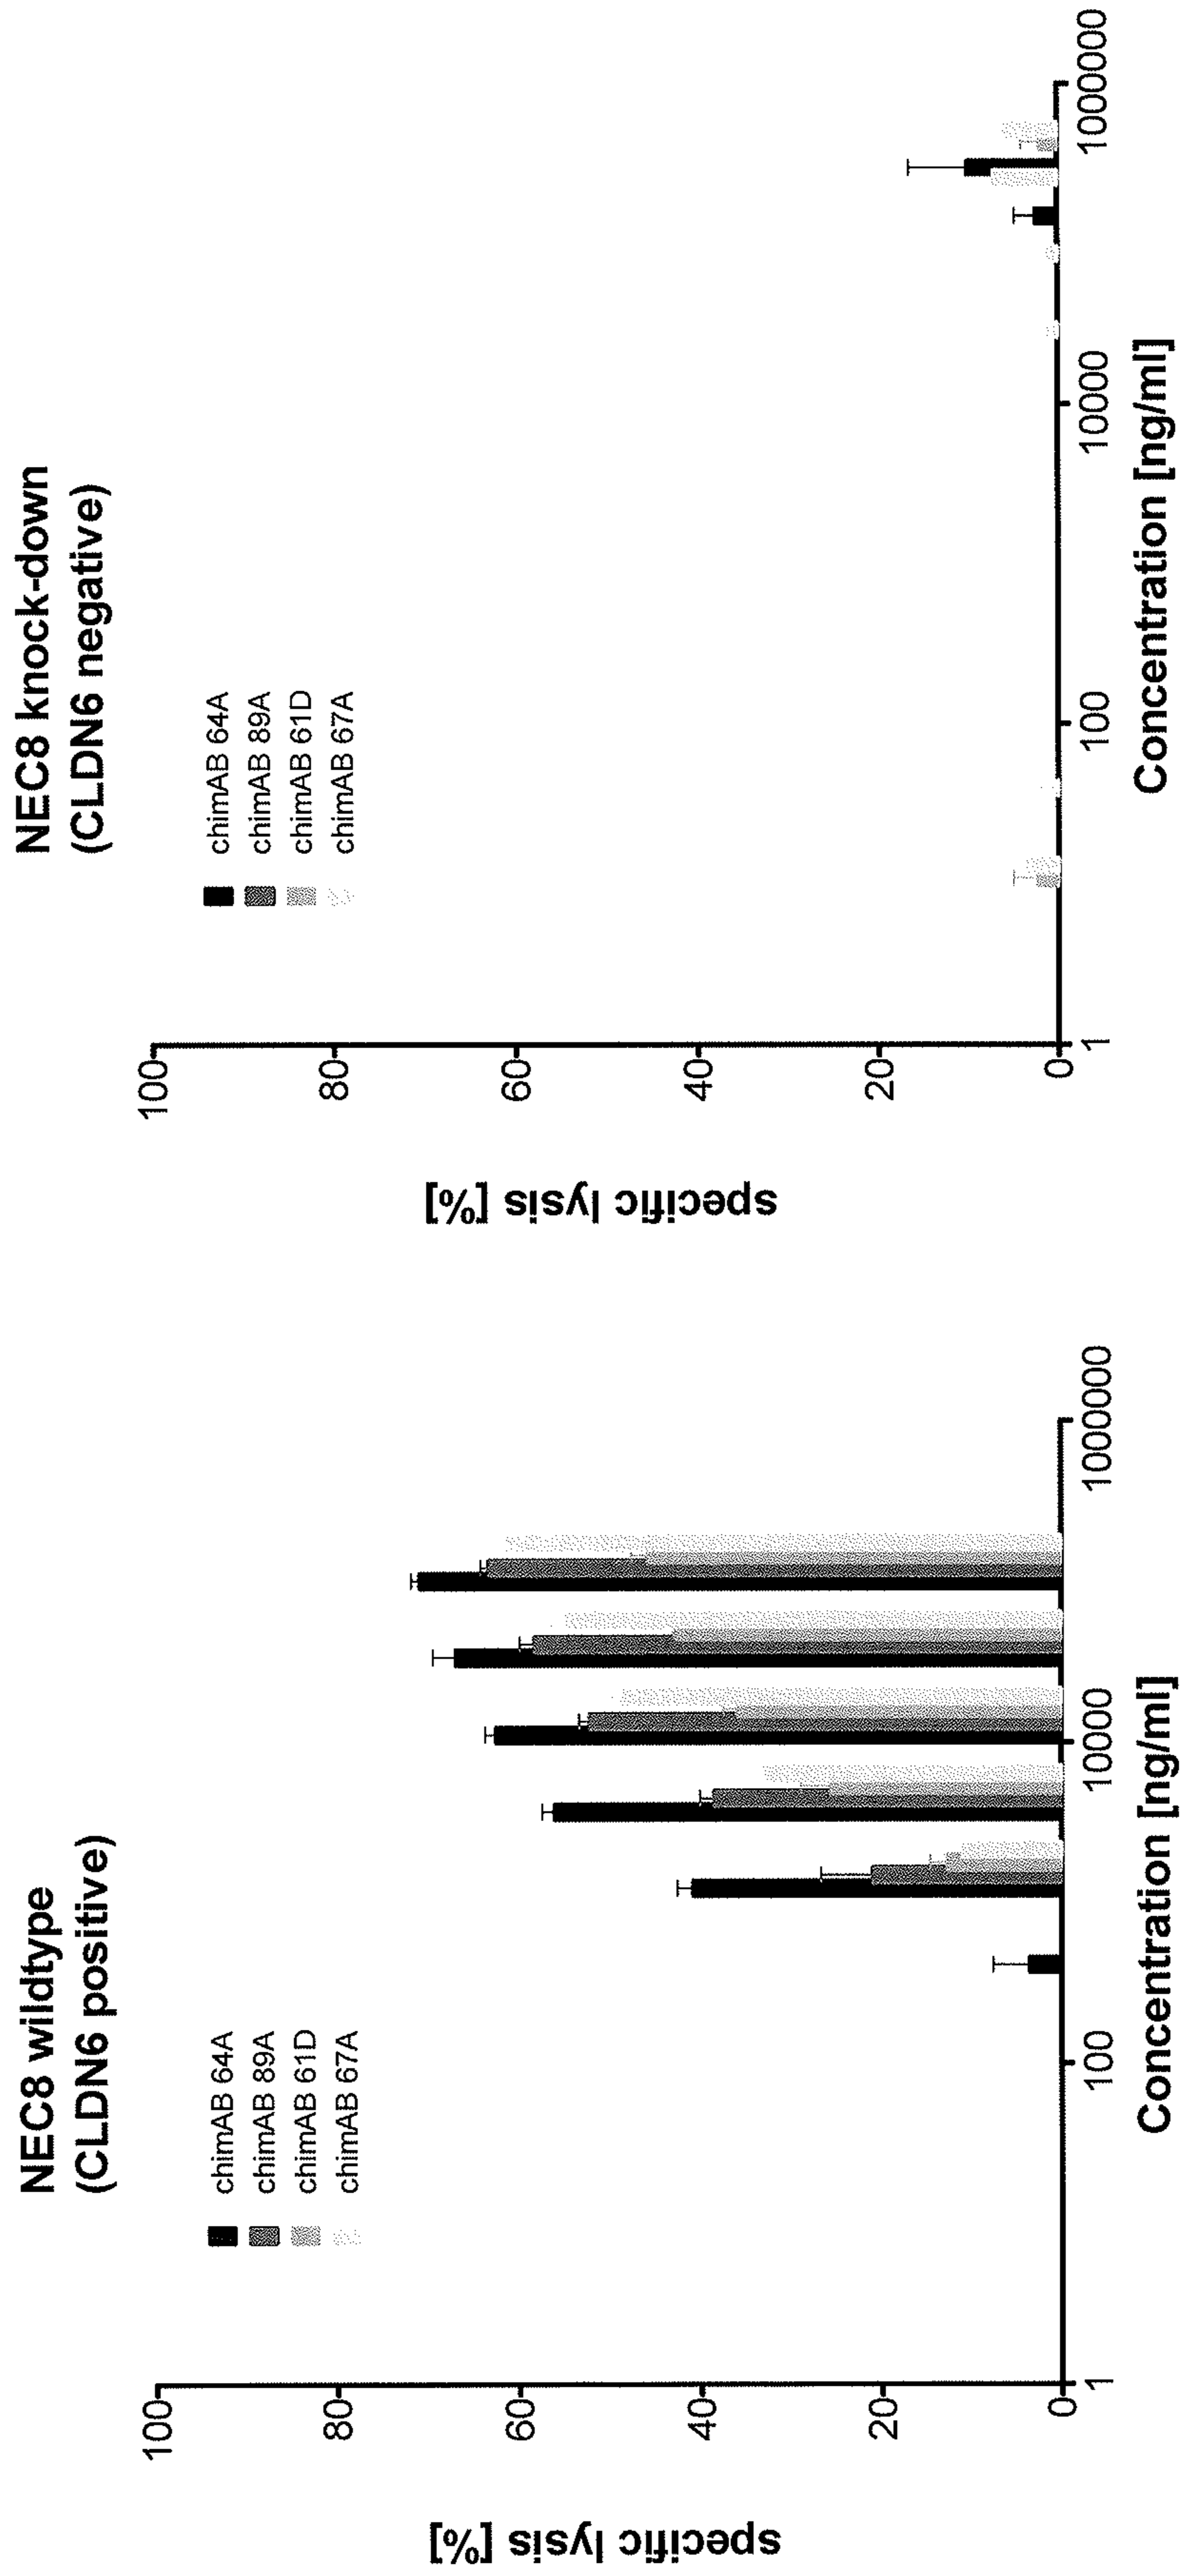 NEC8 wildtype
(CLDN6 positive)
chimAB 64A
chimAB 89A
chimAB 61D
chimAB 67A
specific lysis [%]
100
80
60
40
20
0
1
100
10000
1000000
Concentration [ng/ml]
NEC8 knock-down
(CLDN6 negative)
chimAB 64A
chimAB 89A
chimAB 61D
chimAB 67A
specific lysis [%]
100
80
60
40
20
0
1
100
10000
1000000
Concentration [ng/ml]